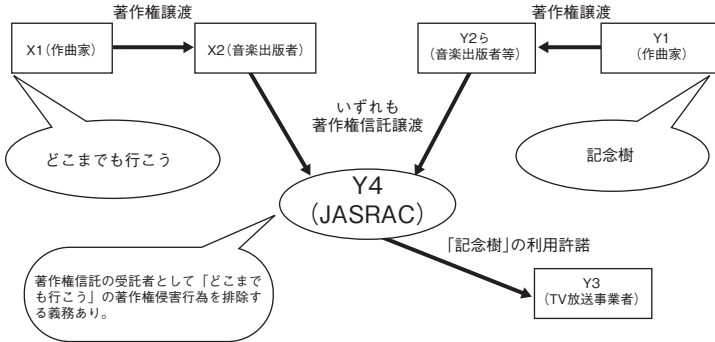 著作権譲渡
著作権譲渡
X1（作曲家）
X2（音楽出版者）
Y2ら
（音楽出版者等）
Y1
（作曲家）
いずれも
著作権信託譲渡
どこまでも行こう
記念樹
Y4
（JASRAC）
「記念樹」の利用許諾
著作権信託の受託者として「どこまで
も行こう」の著作権侵害行為を排除す
る義務あり。
Y3
（TV放送事業者）